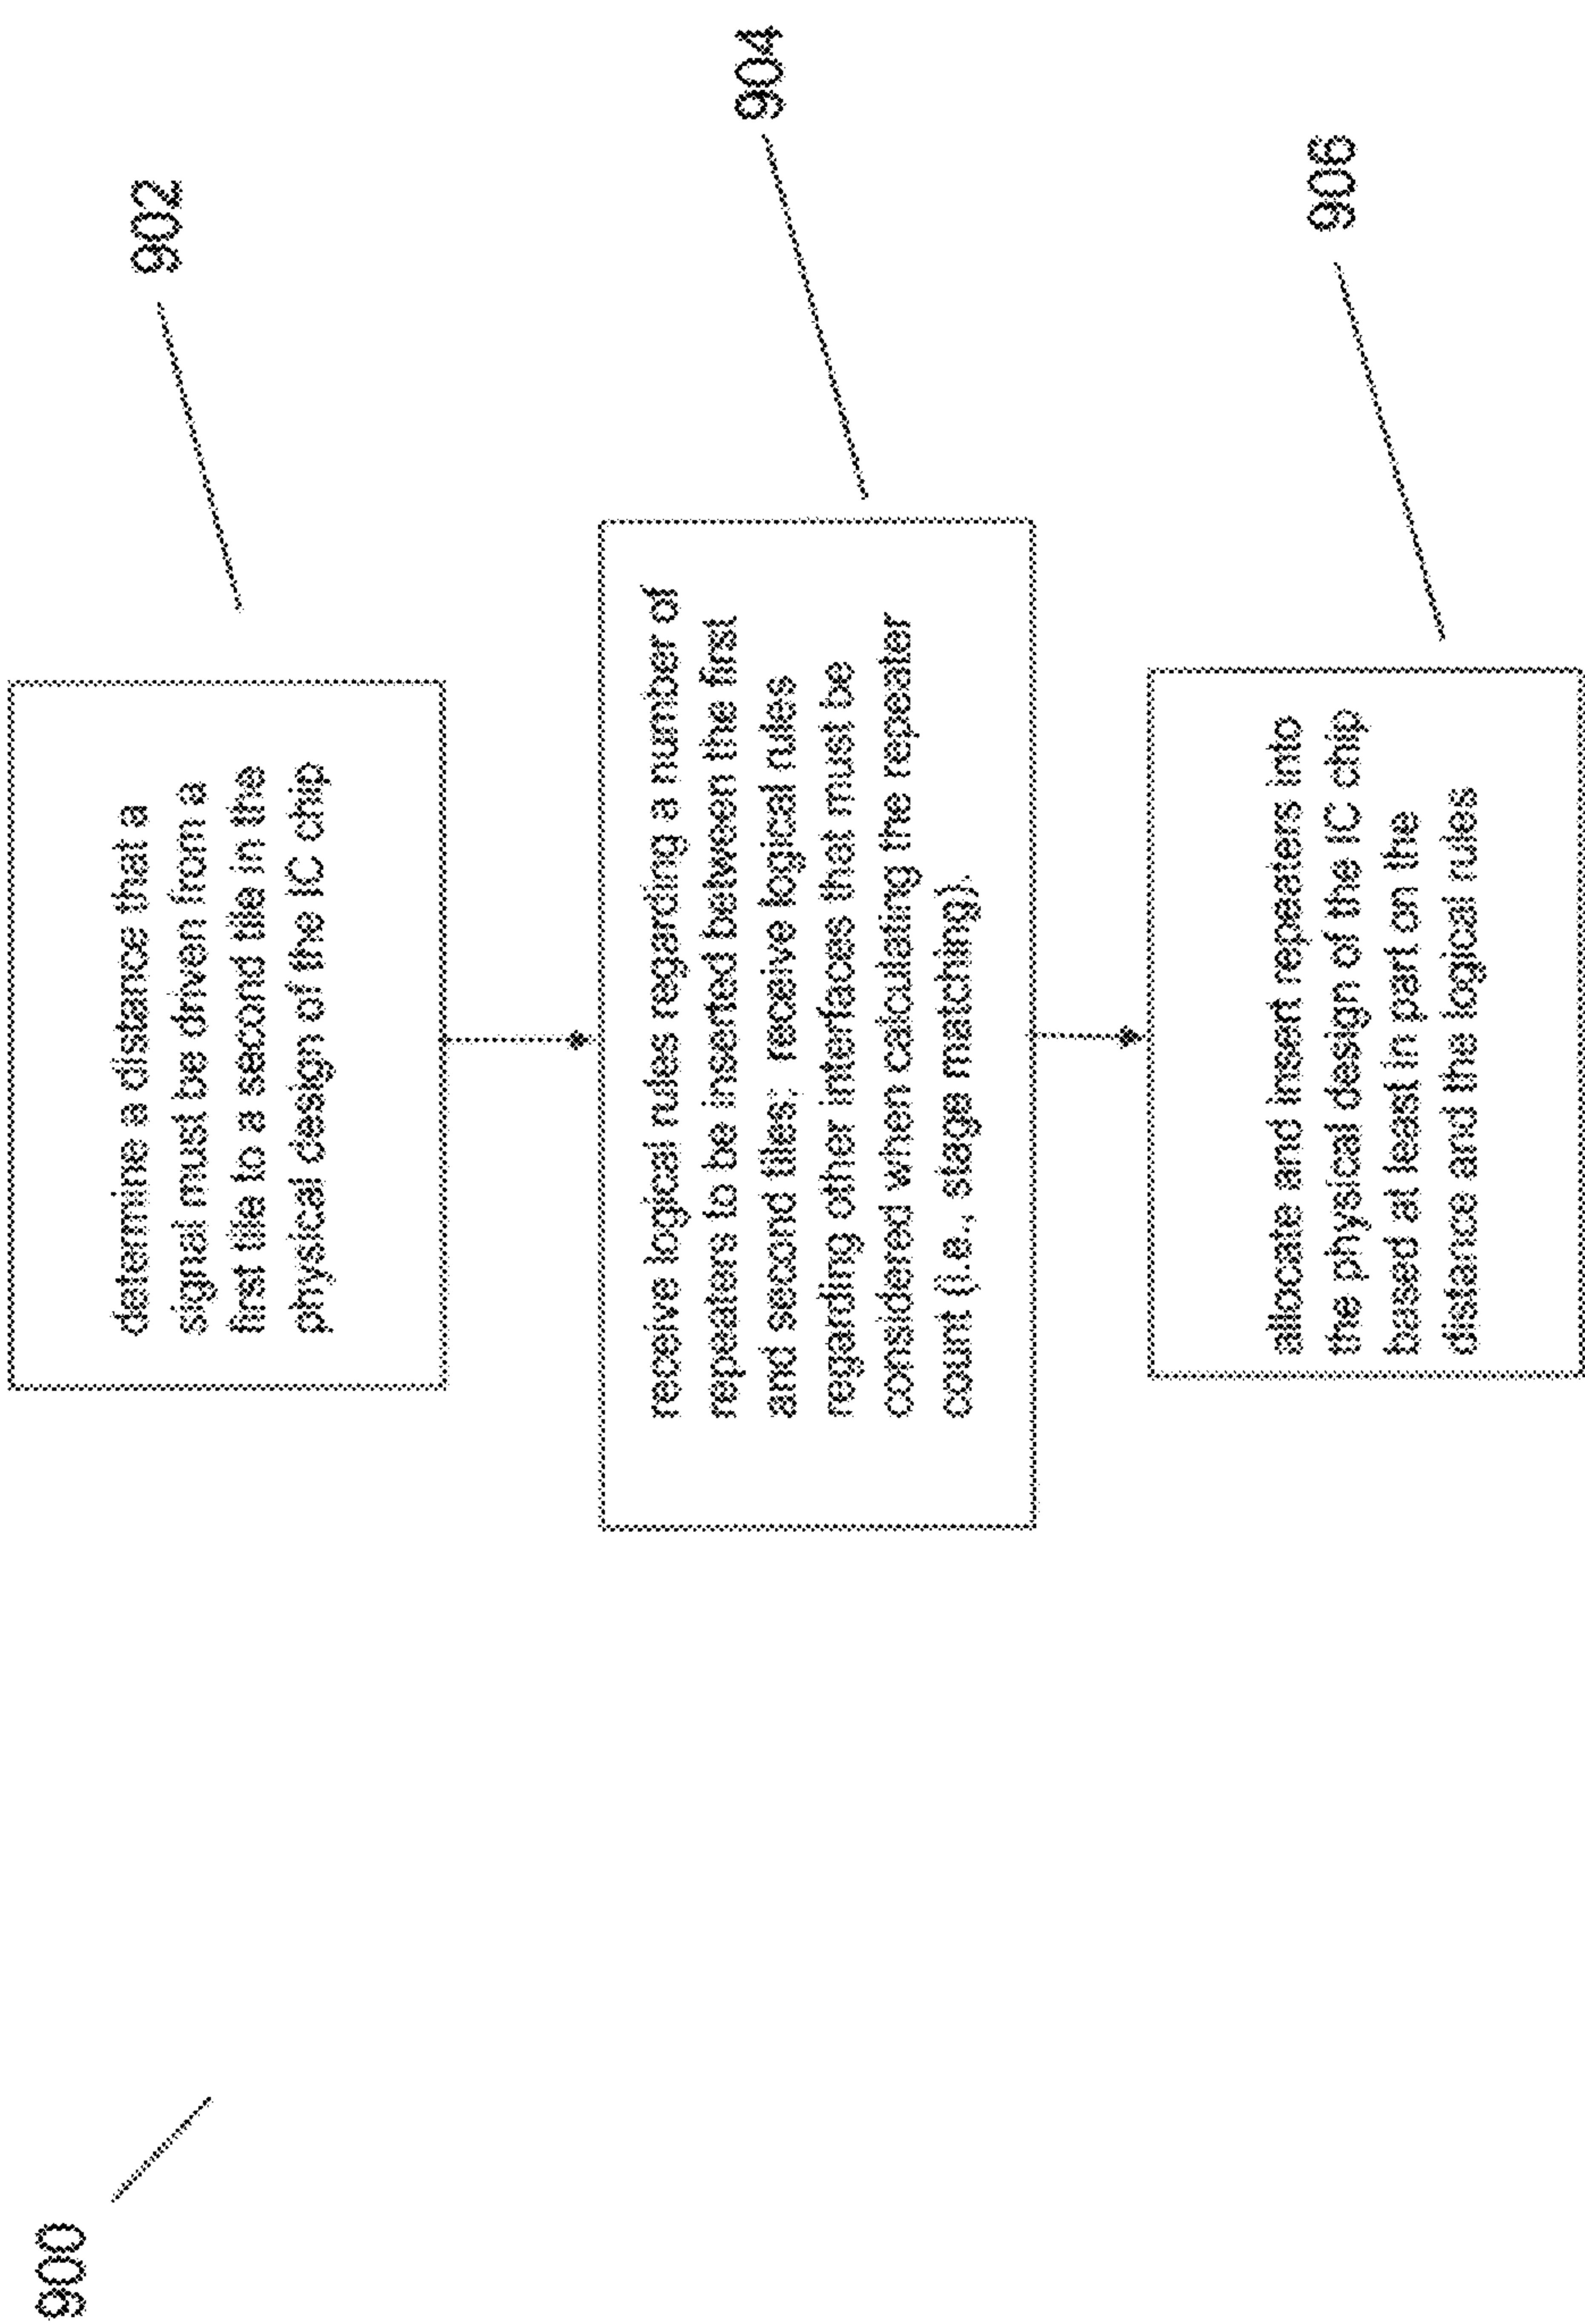 900
902
determine a distance that a
signal must be driven from a
first tile to a second tile in the
physical design of the IC chip
904
receive logical rules regarding a number of
repeaters to be inserted between the first
and second tiles; receive logical rules
regarding other interfaces that must be
considered when calculating the repeater
count (i.e., stage matching).
906
allocate and insert repeaters into
the physical design of the IC chip
based at least in part on the
distance and the logical rules